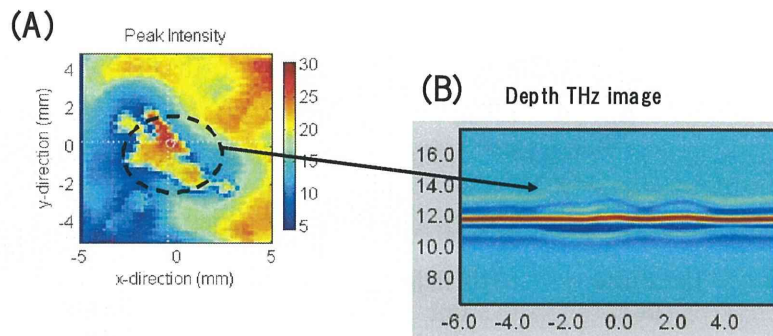 (A)
Peak Intensity
4
2
0
-2
-4
y-direction (mm)
-5
0
5
x-direction (mm)
30
25
20
15
10
5
(B)
Depth THz image
16.0
14.0
12.0
10.0
8.0
-6.0 -4.0 -2.0 0.0 2.0 4.0